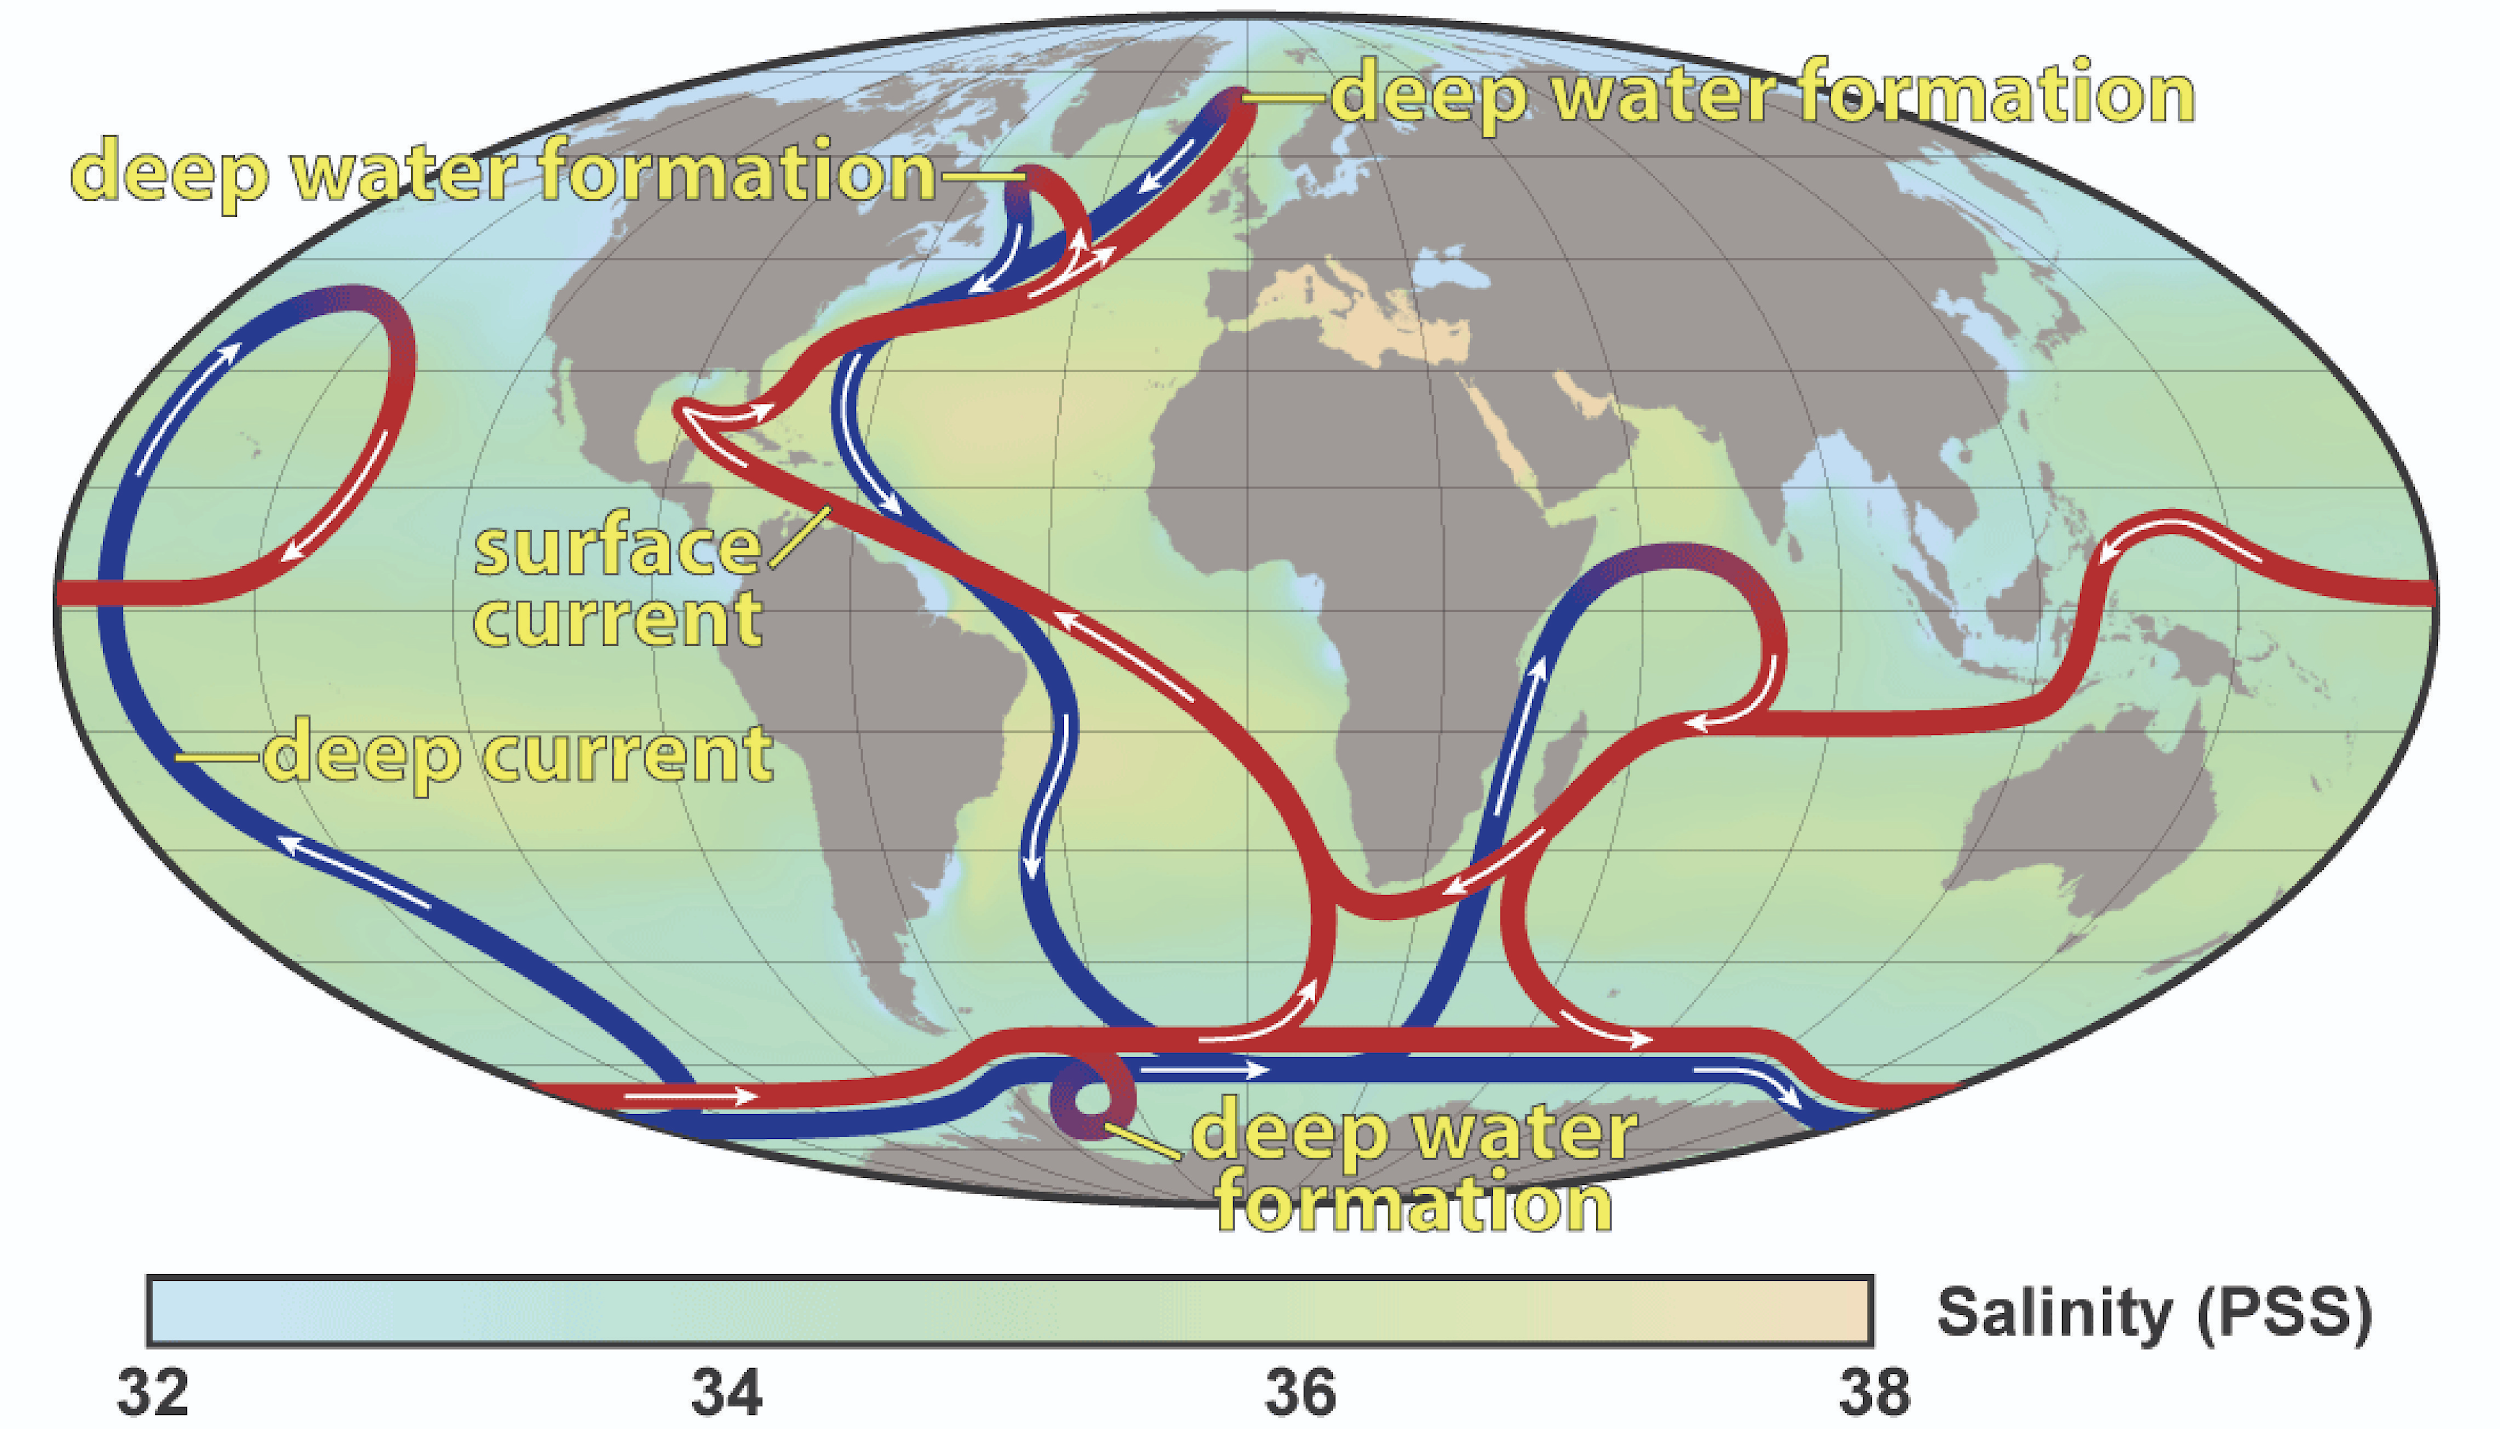 deep water formation
deep water formation
surface
current
deep current
deep water
formation
Salinity (PSS)
32 34 36 38